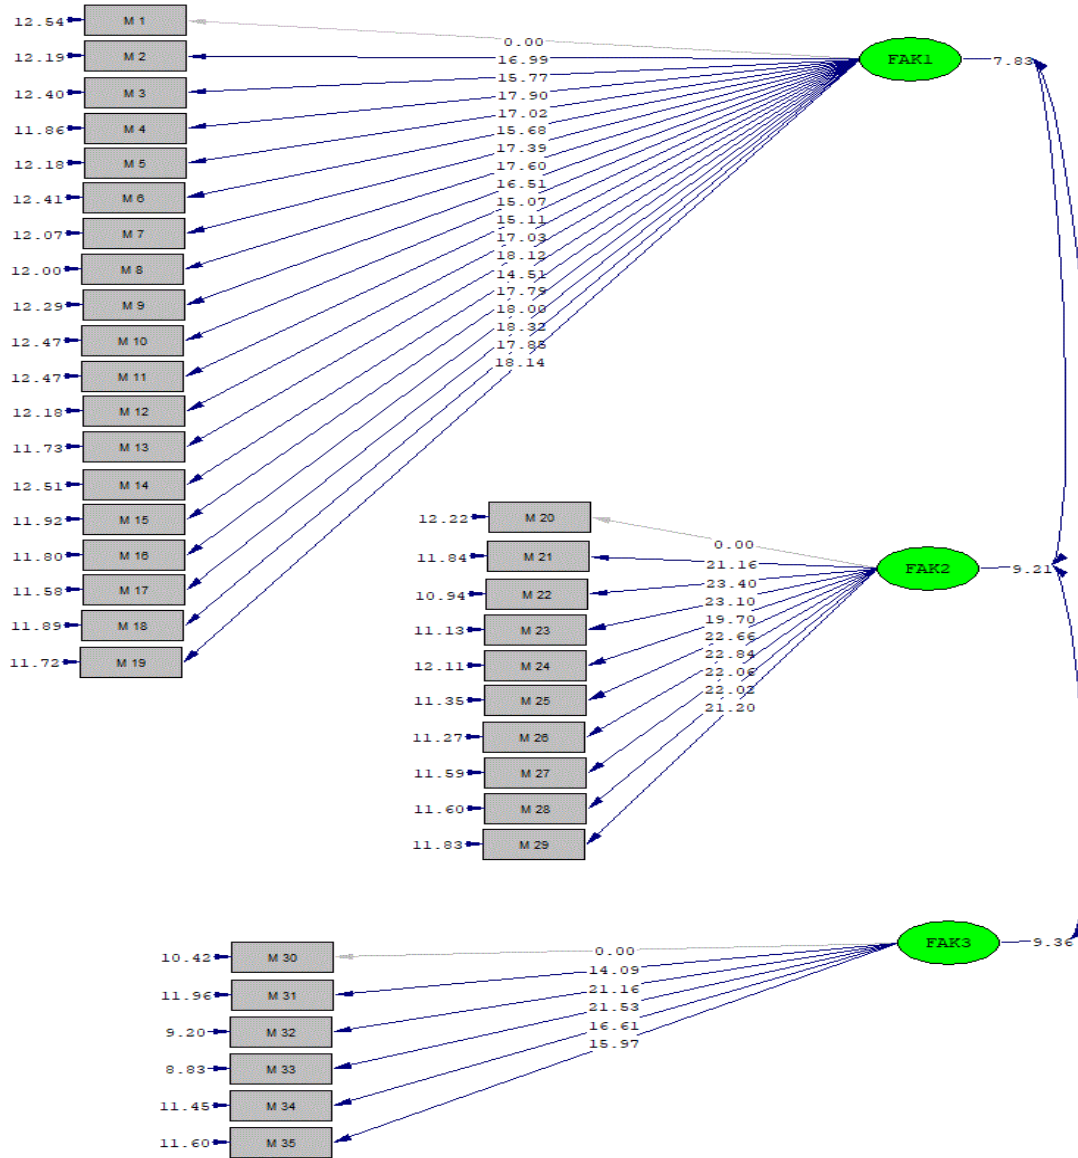 12.54 M 1
12.19 M 2
12.40 M 3
11.86 M 4
12.18 M 5
12.41 M 6
12.07 M 7
12.00 M 8
12.29 M 9
12.47 M 10
12.47 M 11
12.18 M 12
11.73 M 13
12.51 M 14
11.92 M 15
11.80 M 16
11.58 M 17
11.89 M 18
11.72 M 19
0.00
16.99
15.77
17.90
17.02
15.68
17.39
17.60
16.51
15.07
15.11
17.03
18.12
14.51
17.79
18.00
18.32
17.85
18.14
FAK1 7.83
12.22 M 20
11.84 M 21
10.94 M 22
11.13 M 23
12.11 M 24
11.35 M 25
11.27 M 26
11.59 M 27
11.60 M 28
11.83 M 29
0.00
21.16
23.40
23.10
19.70
22.66
22.84
22.06
22.02
21.20
FAK2 9.21
10.42 M 30
11.96 M 31
9.20 M 32
8.83 M 33
11.45 M 34
11.60 M 35
0.00
14.09
21.16
21.53
16.61
15.97
FAK3 9.36